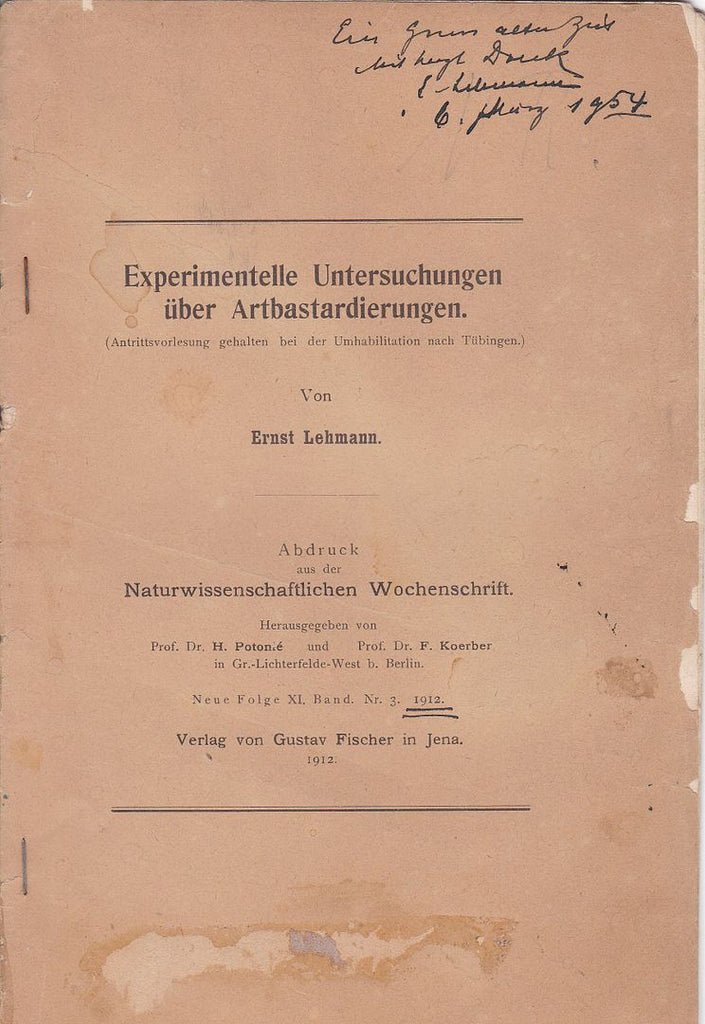 Ein Gruss alter Zeit
Mit hrzl Dank
E Lehmann
6. März 1954
Experimentelle Untersuchungen
über Artbastardierungen.
(Antrittsvorlesung gehalten bei der Umhabilitation nach Tübingen.)
Von
Ernst Lehmann.
Abdruck
aus der
Naturwissenschaftlichen Wochenschrift.
Herausgegeben von
Prof. Dr. H. Potonié und Prof. Dr. F. Koerber
in Gr.-Lichterfelde-West b. Berlin.
Neue Folge XI. Band. Nr. 3. 1912.
Verlag von Gustav Fischer in Jena.
1912.